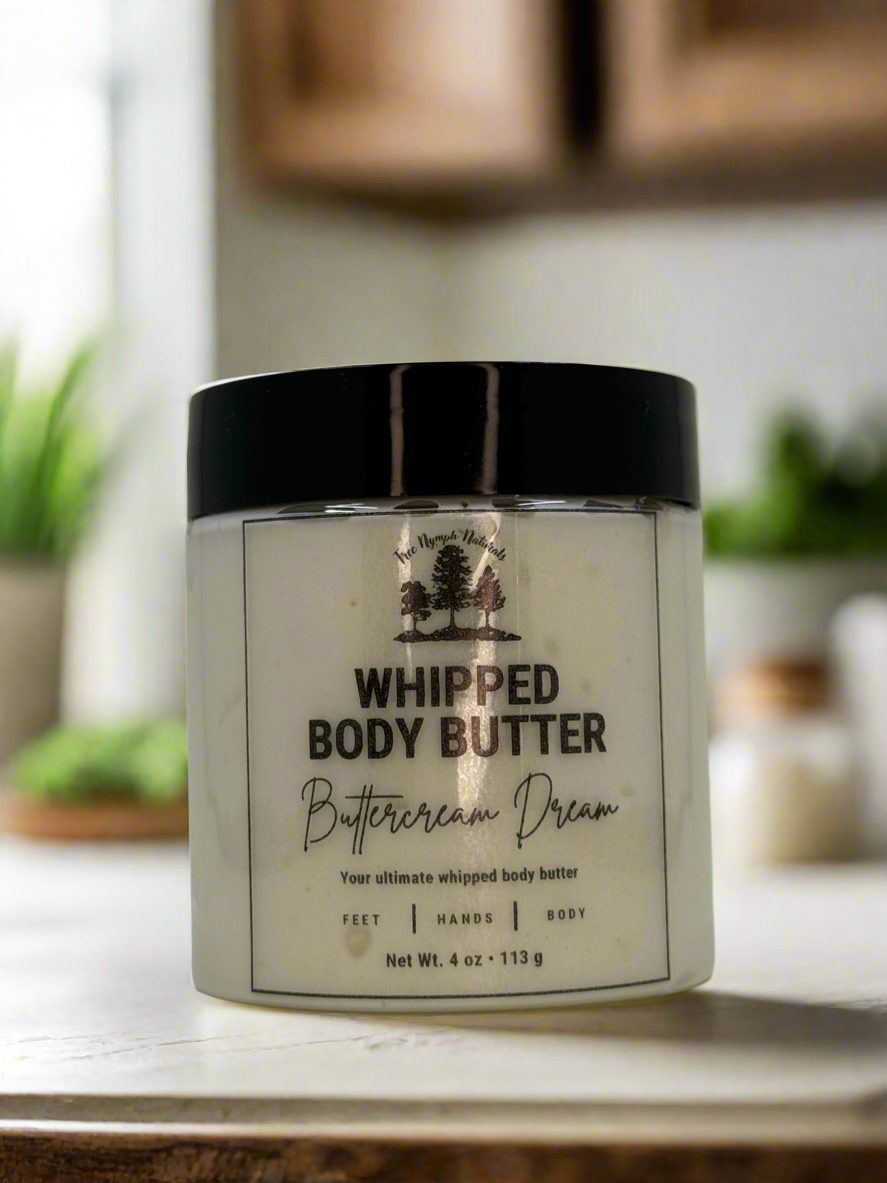 Tree Nymph Naturals
WHIPPED
BODY BUTTER
Buttercream Dream
Your ultimate whipped body butter
FEET | HANDS | BODY
Net Wt. 4 oz • 113 g